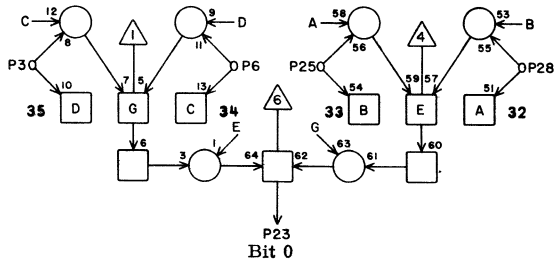 C 12 1 9 D A 58 4 53 B
8 11 56 55
P3 P6 P25 P28
10 7 5 13 54 59 57 51
35 D G C 34 6 33 B E A 32
6 E G 60
3 1 64 62 63 61
P23
Bit 0